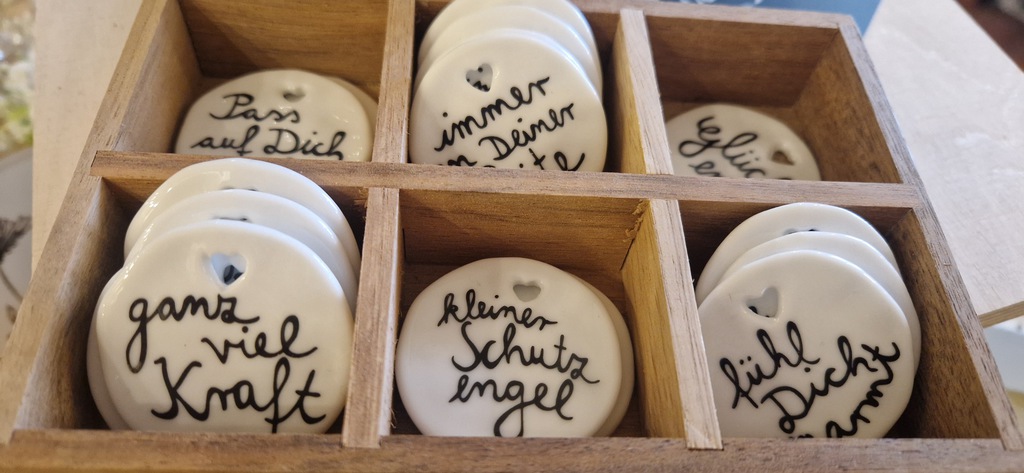 Pass
auf Dich
immer
Deiner
ganz
viel
Kraft
kleiner
Schutz
engel
fühl
Dich